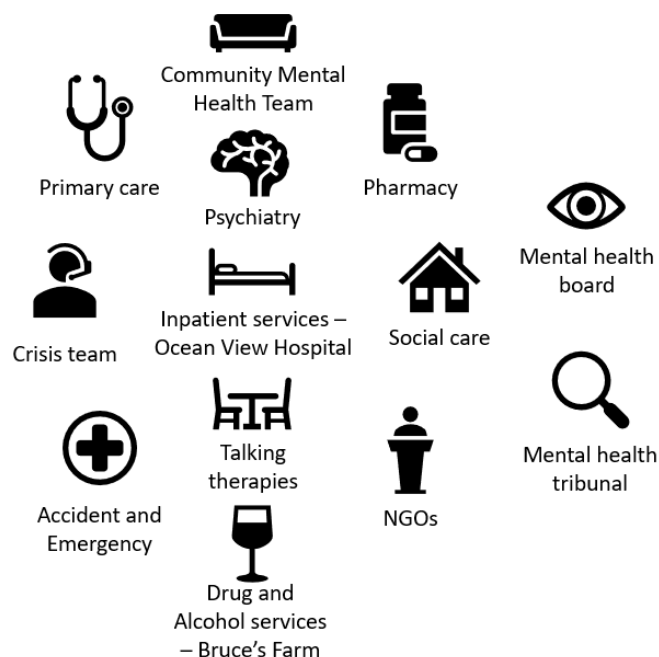 Community Mental
Health Team
Primary care
Psychiatry
Pharmacy
Mental health
board
Crisis team
Inpatient services –
Ocean View Hospital
Social care
Talking
therapies
Mental health
tribunal
Accident and
Emergency
NGOs
Drug and
Alcohol services
– Bruce’s Farm